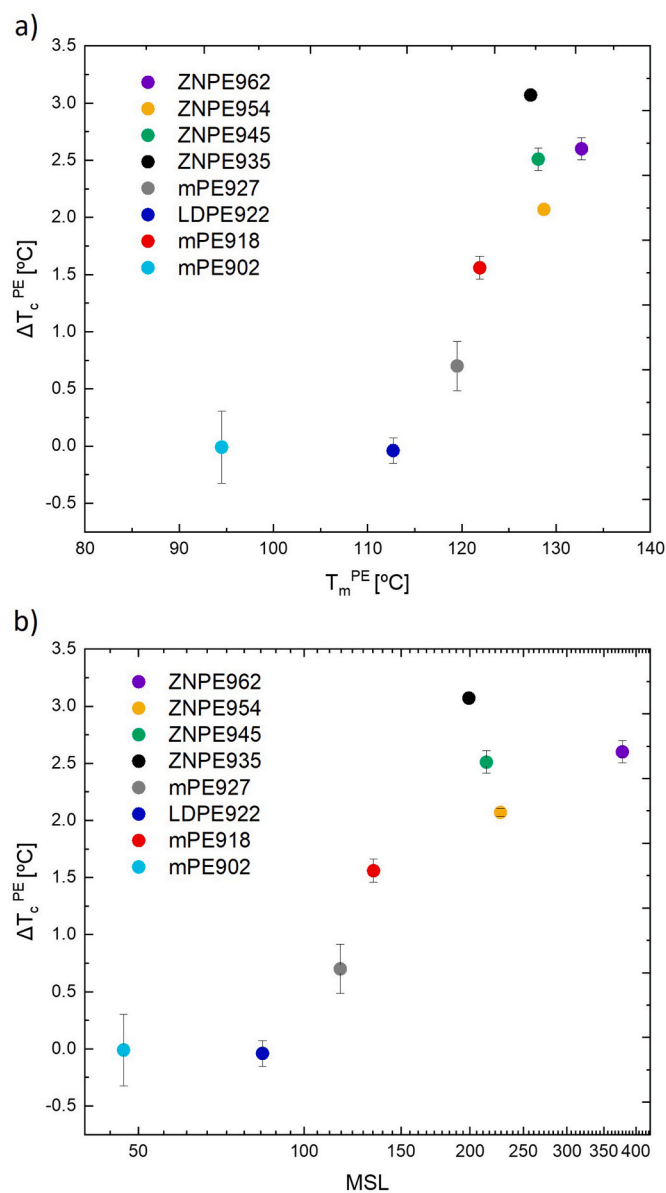 a)
3.5
3.0
2.5
2.0
1.5
1.0
0.5
0.0
-0.5
ΔTc PE [ºC]
ZNPE962
ZNPE954
ZNPE945
ZNPE935
mPE927
LDPE922
mPE918
mPE902
80 90 100 110 120 130 140
Tm PE [ºC]
b)
3.5
3.0
2.5
2.0
1.5
1.0
0.5
0.0
-0.5
ΔTc PE [ºC]
ZNPE962
ZNPE954
ZNPE945
ZNPE935
mPE927
LDPE922
mPE918
mPE902
50 100 150 200 250 300 350 400
MSL